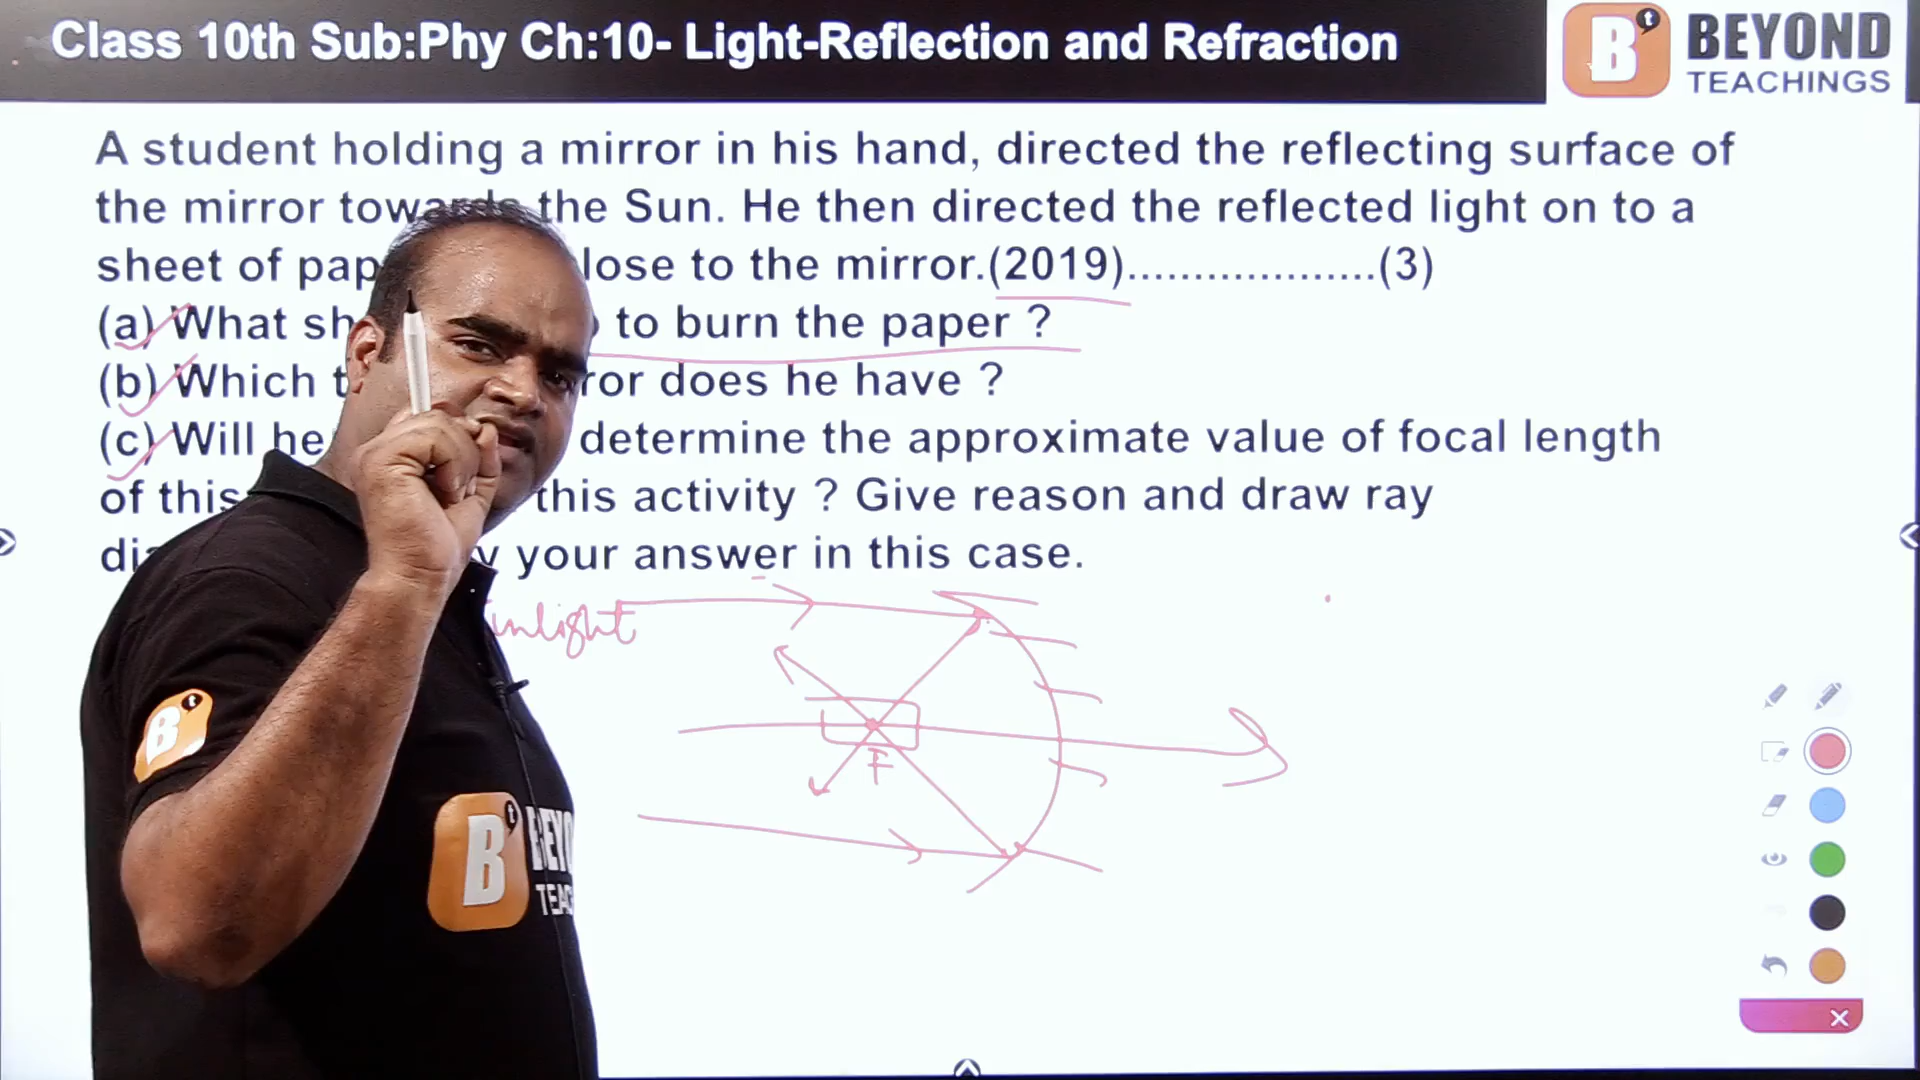 Class 10th Sub:Phy Ch:10- Light-Reflection and Refraction
B t BEYOND
TEACHINGS
A student holding a mirror in his hand, directed the reflecting surface of
the mirror towards the Sun. He then directed the reflected light on to a
sheet of pap lose to the mirror.(2019)...................(3)
(a) What sh to burn the paper ?
(b) Which t ror does he have ?
(c) Will he determine the approximate value of focal length
of this this activity ? Give reason and draw ray
di y your answer in this case.
unlight
F
B t
B t BEYO
TEAC